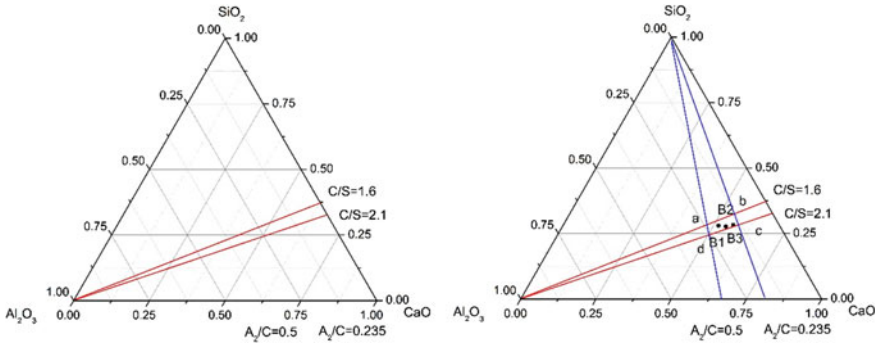 SiO₂
0.00 1.00
0.25 0.75
0.50 0.50
C/S=1.6
C/S=2.1
0.75 0.25
1.00 0.00
Al₂O₃ 0.00 0.25 0.50 0.75 1.00 CaO
A₂/C=0.5 A₂/C=0.235
SiO₂
0.00 1.00
0.25 0.75
0.50 0.50
C/S=1.6
b
B2
a
C/S=2.1
0.75 c 0.25
d B1 B3
1.00 0.00
Al₂O₃ 0.00 0.25 0.50 0.75 1.00 CaO
A₂/C=0.5 A₂/C=0.235